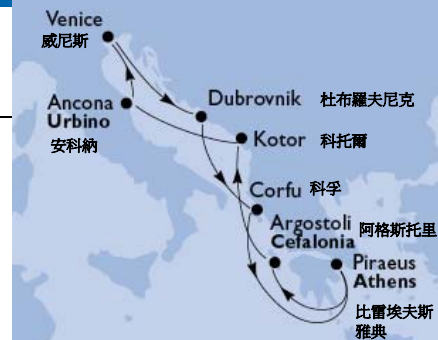 Venice
威尼斯
Dubrovnik 杜布羅夫尼克
Ancona
Urbino
安科納
Kotor 科托爾
Corfu 科孚
Argostoli 阿格斯托里
Cefalonia
Piraeus
Athens
比雷埃夫斯
雅典